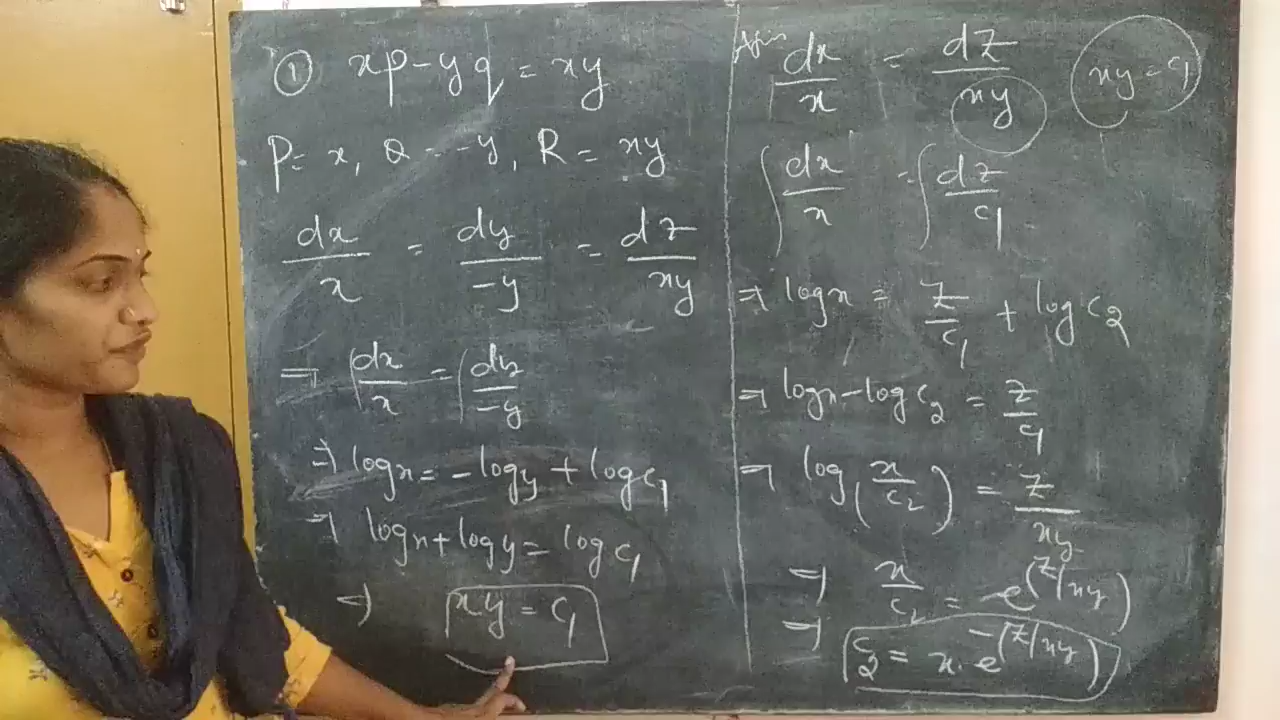 ① xp - yq = xy
P = x, Q = -y, R = xy
dx/x = dy/-y = dz/xy
⇒ ∫dx/x = ∫dy/-y
⇒ log x = -log y + log c₁
⇒ log x + log y = log c₁
⇒ xy = c₁
dx/x = dz/xy
xy = c₁
∫dx/x = ∫dz/c₁
⇒ log x = z/c₁ + log c₂
⇒ log x - log c₂ = z/c₁
⇒ log(x/c₂) = z/xy
⇒ x/c₂ = e^(z/xy)
⇒ c₂ = x·e^-(z/xy)